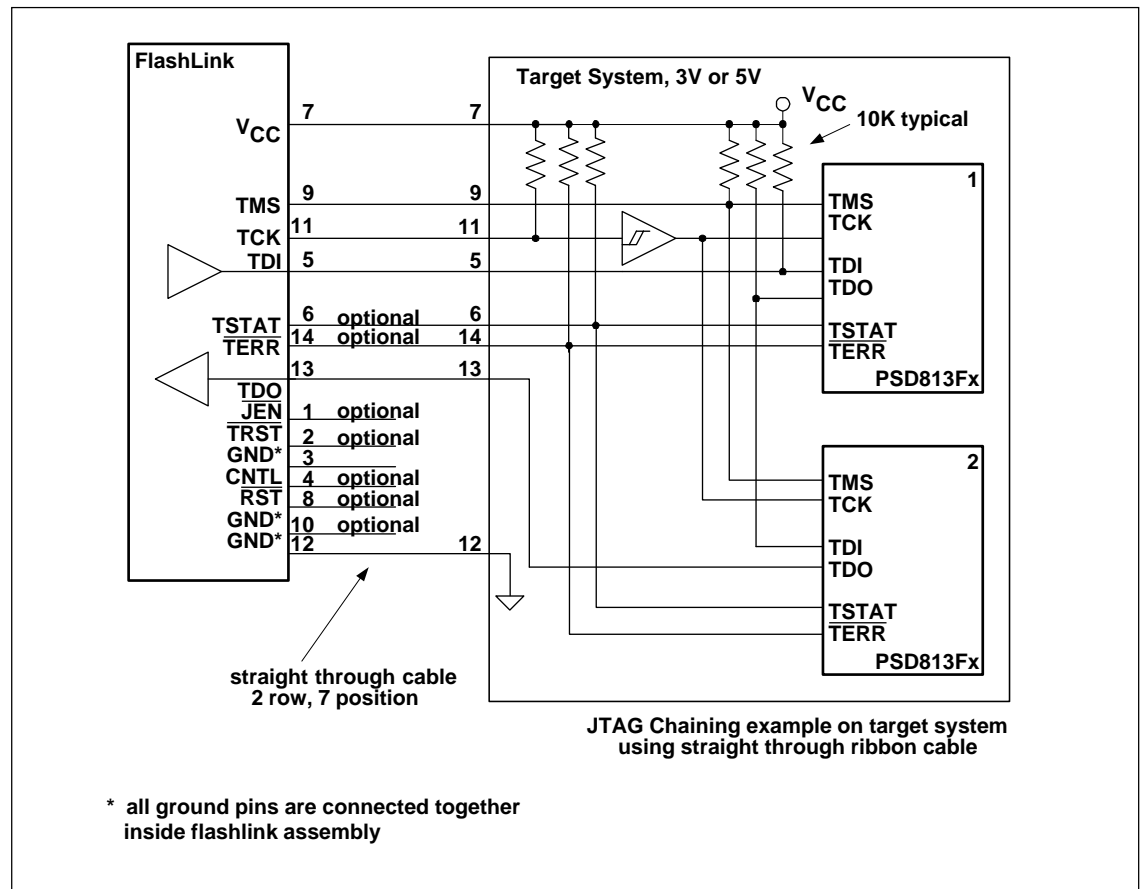 FlashLink
Target System, 3V or 5V
VCC
7
7
VCC
10K typical
1
TMS
9
9
TMS
TCK
11
11
TCK
TDI
5
5
TDI
TDO
TSTAT
6
optional
6
TSTAT
TERR
14
optional
14
TERR
13
13
PSD813Fx
TDO
JEN
1
optional
TRST
2
optional
GND*
3
CNTL
4
optional
RST
8
optional
GND*
10
optional
GND*
12
12
2
TMS
TCK
TDI
TDO
TSTAT
TERR
PSD813Fx
straight through cable
2 row, 7 position
JTAG Chaining example on target system
using straight through ribbon cable
* all ground pins are connected together
inside flashlink assembly